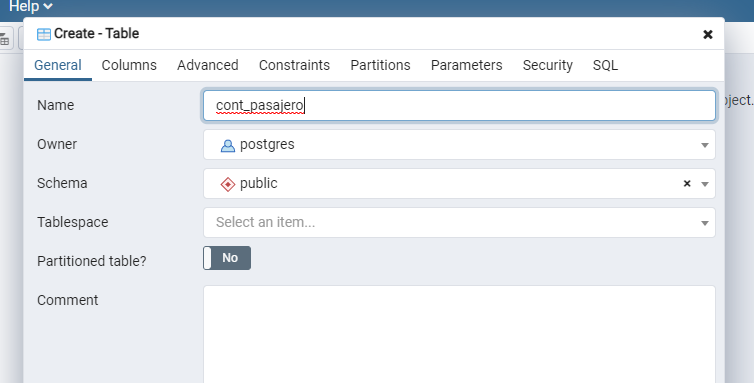 Help
Create - Table
General Columns Advanced Constraints Partitions Parameters Security SQL
Name cont_pasajero
Owner postgres
Schema public
Tablespace Select an item...
Partitioned table? No
Comment